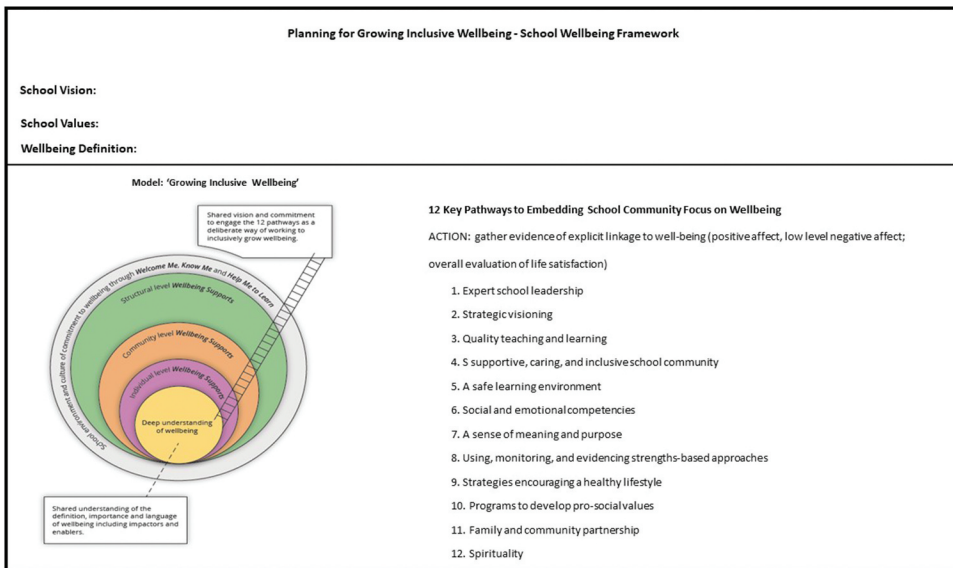 Planning for Growing Inclusive Wellbeing - School Wellbeing Framework
School Vision:
School Values:
Wellbeing Definition:
Model: ‘Growing Inclusive Wellbeing’
Shared vision and commitment
to engage the 12 pathways as a
deliberate way of working to
inclusively grow wellbeing.
School environment and culture of commitment to wellbeing through Welcome Me, Know Me and Help Me to Learn
Structural level Wellbeing Supports
Community level Wellbeing Supports
Individual level Wellbeing Supports
Deep understanding
of wellbeing
Shared understanding of the
definition, importance and language
of wellbeing including impactors and
enablers.
12 Key Pathways to Embedding School Community Focus on Wellbeing
ACTION: gather evidence of explicit linkage to well-being (positive affect, low level negative affect;
overall evaluation of life satisfaction)
1. Expert school leadership
2. Strategic visioning
3. Quality teaching and learning
4. S supportive, caring, and inclusive school community
5. A safe learning environment
6. Social and emotional competencies
7. A sense of meaning and purpose
8. Using, monitoring, and evidencing strengths-based approaches
9. Strategies encouraging a healthy lifestyle
10. Programs to develop pro-social values
11. Family and community partnership
12. Spirituality